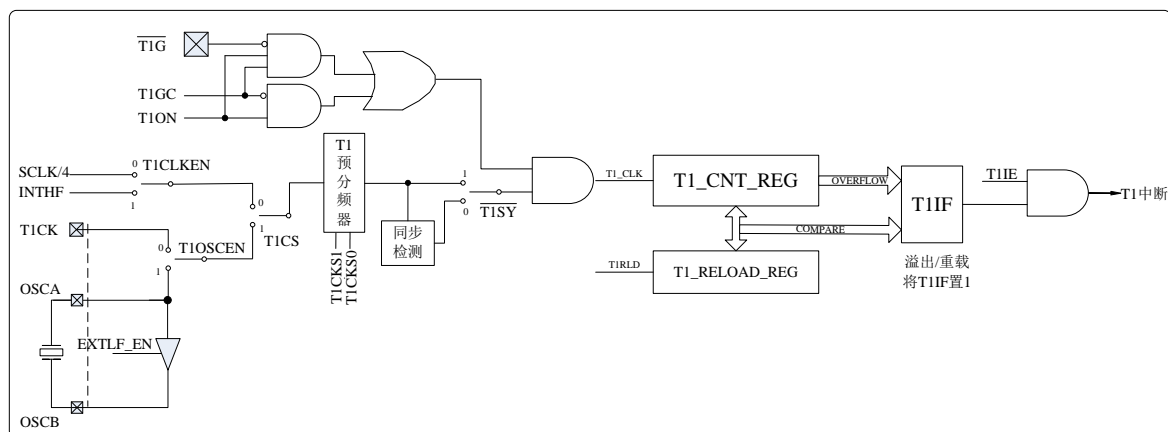 T1G
T1GC
T1ON
SCLK/4
INTHF
0
1
T1CLKEN
T1CK
0
1
T1OSCEN
0
1
T1CS
T1
预
分
频
器
T1CKS1
T1CKS0
同步
检测
1
0
T1SY
T1_CLK
T1_CNT_REG
OVERFLOW
COMPARE
T1RLD
T1_RELOAD_REG
T1IF
溢出/重载
将T1IF置1
T1IE
T1中断
OSCA
EXTLF_EN
OSCB